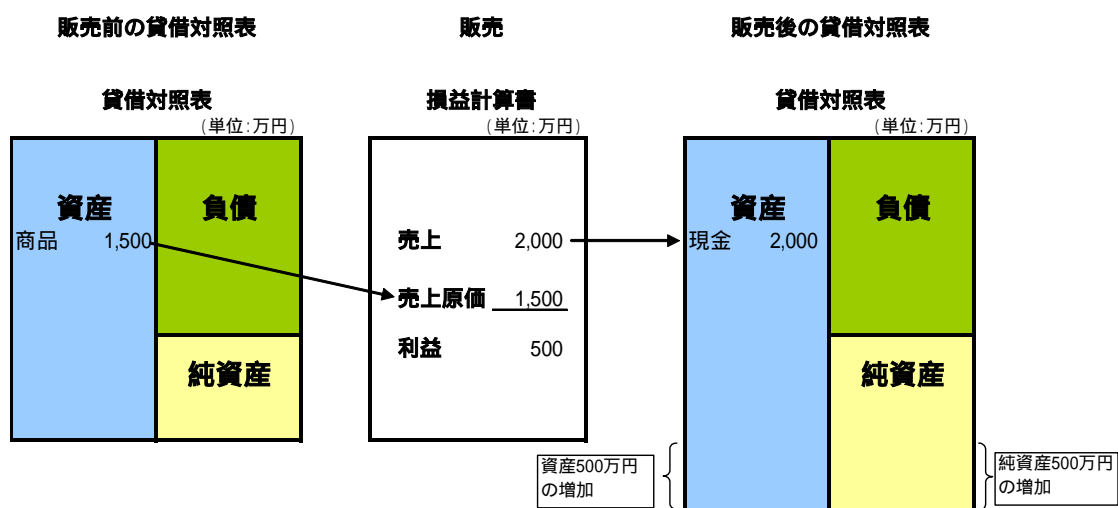 販売前の貸借対照表
販売
販売後の貸借対照表
貸借対照表
(単位:万円)
資産
負債
商品 1,500
純資産
損益計算書
(単位:万円)
売上 2,000
売上原価 1,500
利益 500
貸借対照表
(単位:万円)
資産
負債
現金 2,000
純資産
資産500万円
の増加
純資産500万円
の増加